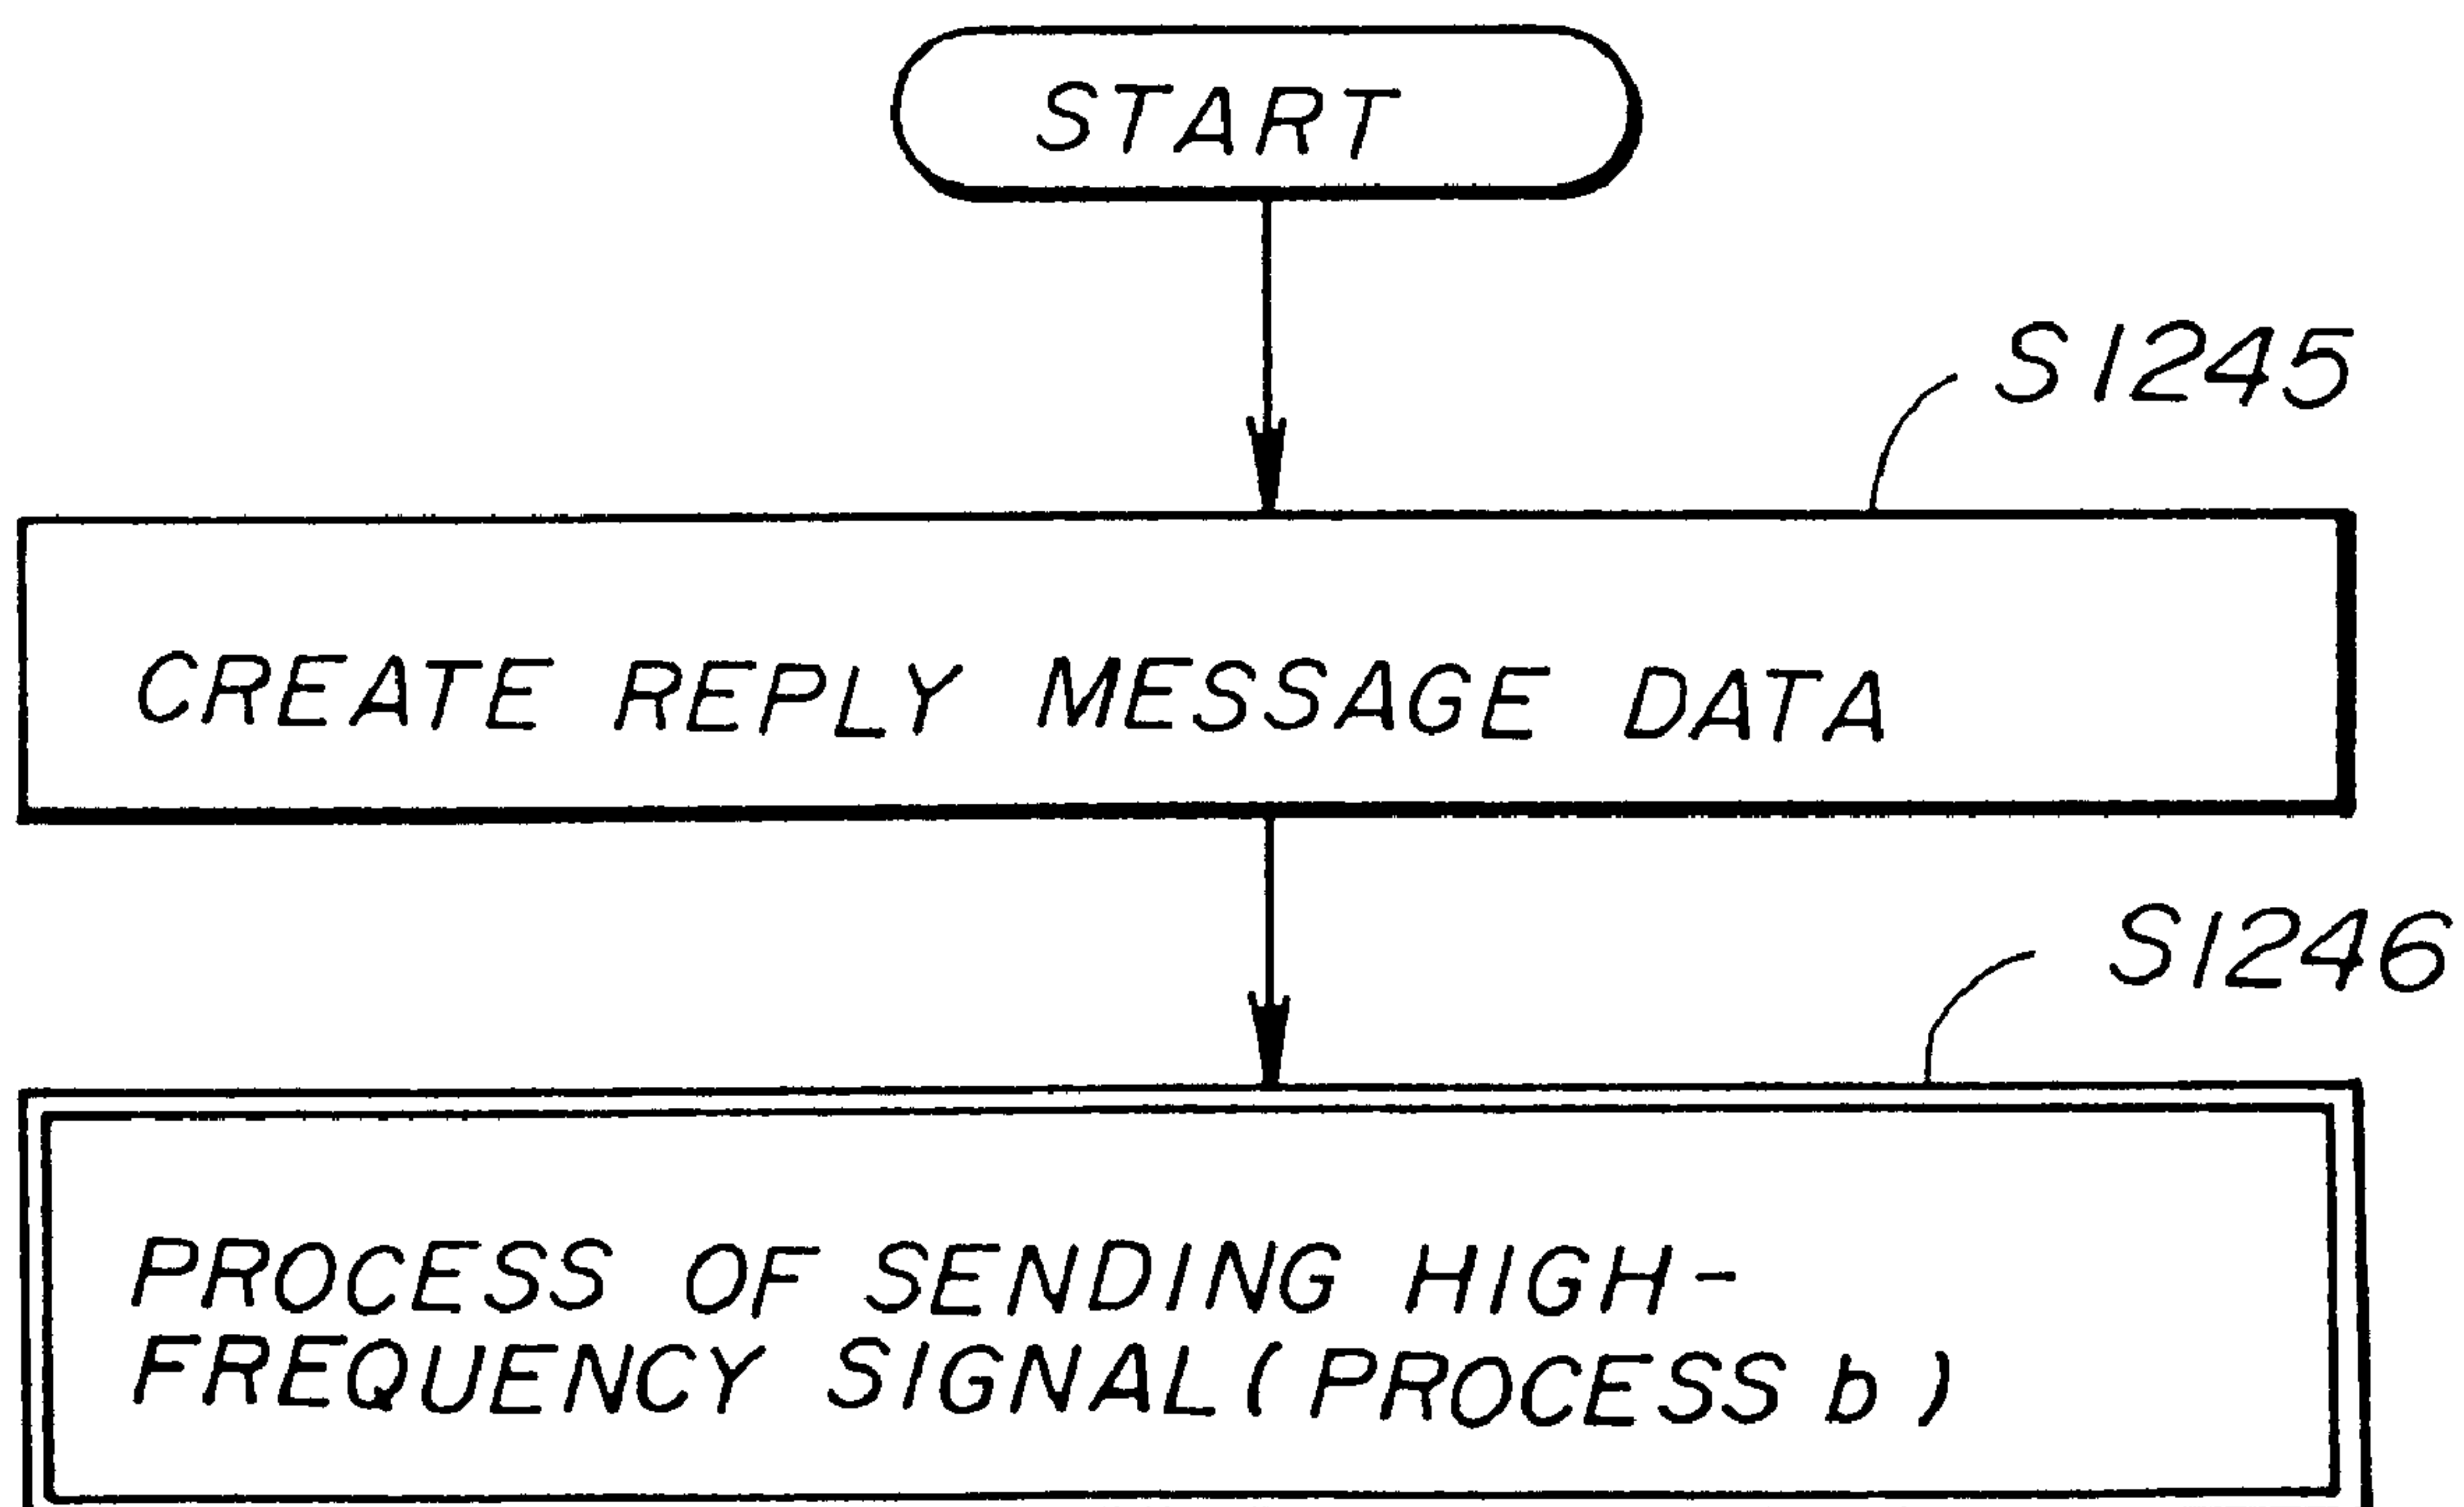 START
S1245
CREATE REPLY MESSAGE DATA
S1246
PROCESS OF SENDING HIGH-
FREQUENCY SIGNAL (PROCESS b)